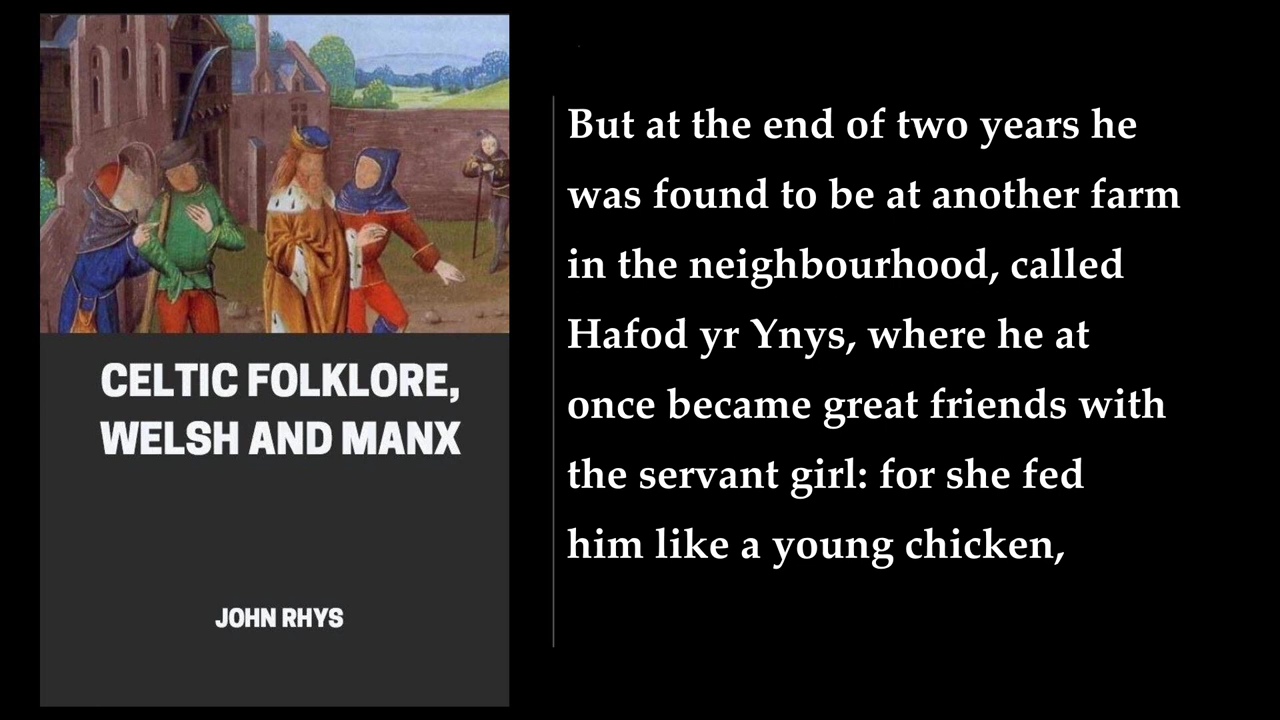 CELTIC FOLKLORE,
WELSH AND MANX
JOHN RHYS
But at the end of two years he
was found to be at another farm
in the neighbourhood, called
Hafod yr Ynys, where he at
once became great friends with
the servant girl: for she fed
him like a young chicken,